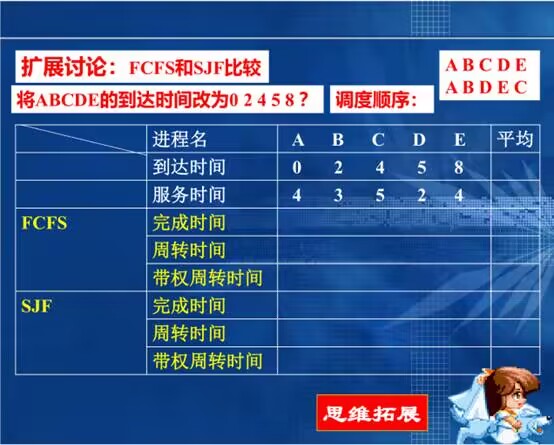 扩展讨论：FCFS和SJF比较
将ABCDE的到达时间改为0 2 4 5 8？ 调度顺序：
A B C D E
A B D E C
进程名 A B C D E 平均
到达时间 0 2 4 5 8
服务时间 4 3 5 2 4
FCFS 完成时间
周转时间
带权周转时间
SJF 完成时间
周转时间
带权周转时间
思维拓展